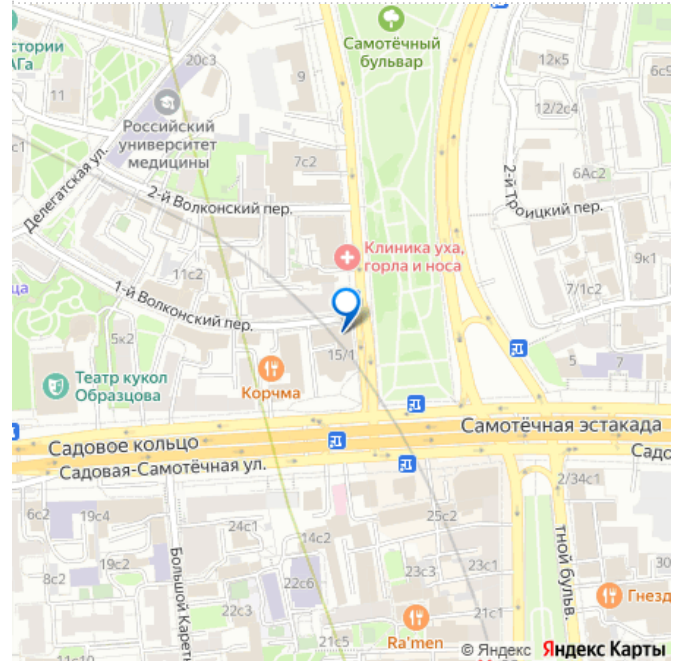 стории
АГа
20с3
Самотёчный
бульвар
12к5
6с9
9
11
12/2с4
Российский
университет
медицины
с1
7с2
Делегатская ул.
2-й Волконский пер.
2-й Троицкий пер.
6Ас2
Клиника уха,
горла и носа
9к1
11с2
ца
7/1с2
1-й Волконский пер.
5к2
15/1
5
7
Театр кукол
Образцова
Корчма
Самотёчная эстакада
Садовое кольцо
Садо
Садовая-Самотёчная ул.
2/34с1
6с2
19с4
24с1
25с2
14с2
тной бульв.
19с2
8с2
Большой Карет
23с3
23с1
22с6
Гнезд
22с3
21с1
Ra'men
21с5
11с10
© Яндекс Яндекс Карты